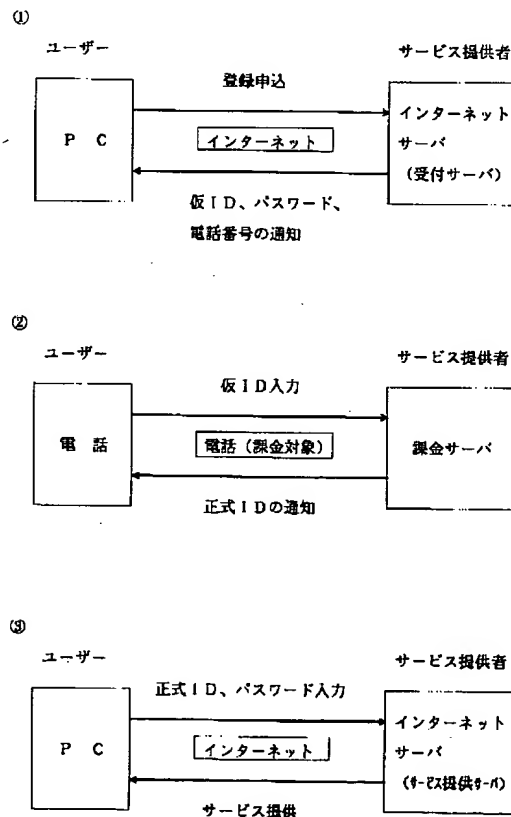 ①
ユーザー
サービス提供者
登録申込
P C
インターネット
インターネット
サーバ
(受付サーバ)
仮ID、パスワード、
電話番号の通知
②
ユーザー
サービス提供者
仮ID入力
電 話
電話(課金対象)
課金サーバ
正式IDの通知
③
ユーザー
サービス提供者
正式ID、パスワード入力
P C
インターネット
インターネット
サーバ
(サービス提供サーバ)
サービス提供